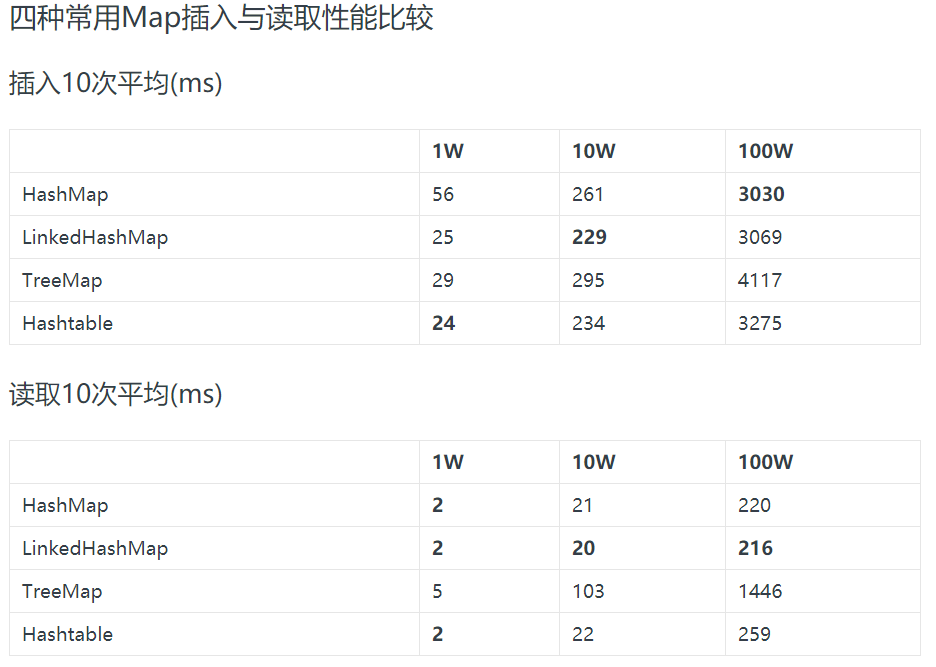 四种常用Map插入与读取性能比较
插入10次平均(ms)
1W 10W 100W
HashMap 56 261 3030
LinkedHashMap 25 229 3069
TreeMap 29 295 4117
Hashtable 24 234 3275
读取10次平均(ms)
1W 10W 100W
HashMap 2 21 220
LinkedHashMap 2 20 216
TreeMap 5 103 1446
Hashtable 2 22 259